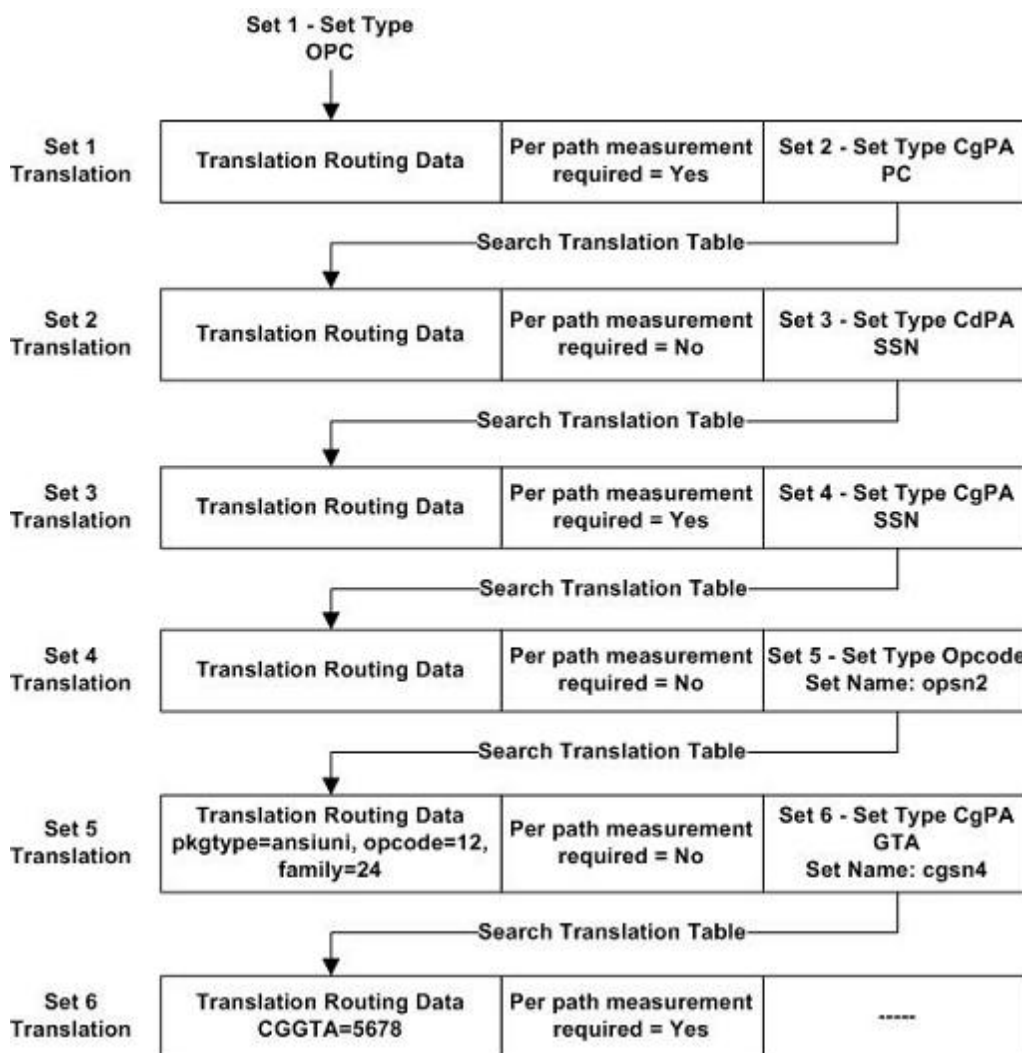 Set 1 - Set Type
OPC
Set 1
Translation
Translation Routing Data
Per path measurement
required = Yes
Set 2 - Set Type CgPA
PC
Search Translation Table
Set 2
Translation
Translation Routing Data
Per path measurement
required = No
Set 3 - Set Type CdPA
SSN
Search Translation Table
Set 3
Translation
Translation Routing Data
Per path measurement
required = Yes
Set 4 - Set Type CgPA
SSN
Search Translation Table
Set 4
Translation
Translation Routing Data
Per path measurement
required = No
Set 5 - Set Type Opcode
Set Name: opsn2
Search Translation Table
Set 5
Translation
Translation Routing Data
pkgtype=ansiuni, opcode=12,
family=24
Per path measurement
required = No
Set 6 - Set Type CgPA
GTA
Set Name: cgsn4
Search Translation Table
Set 6
Translation
Translation Routing Data
CGGTA=5678
Per path measurement
required = Yes
-----